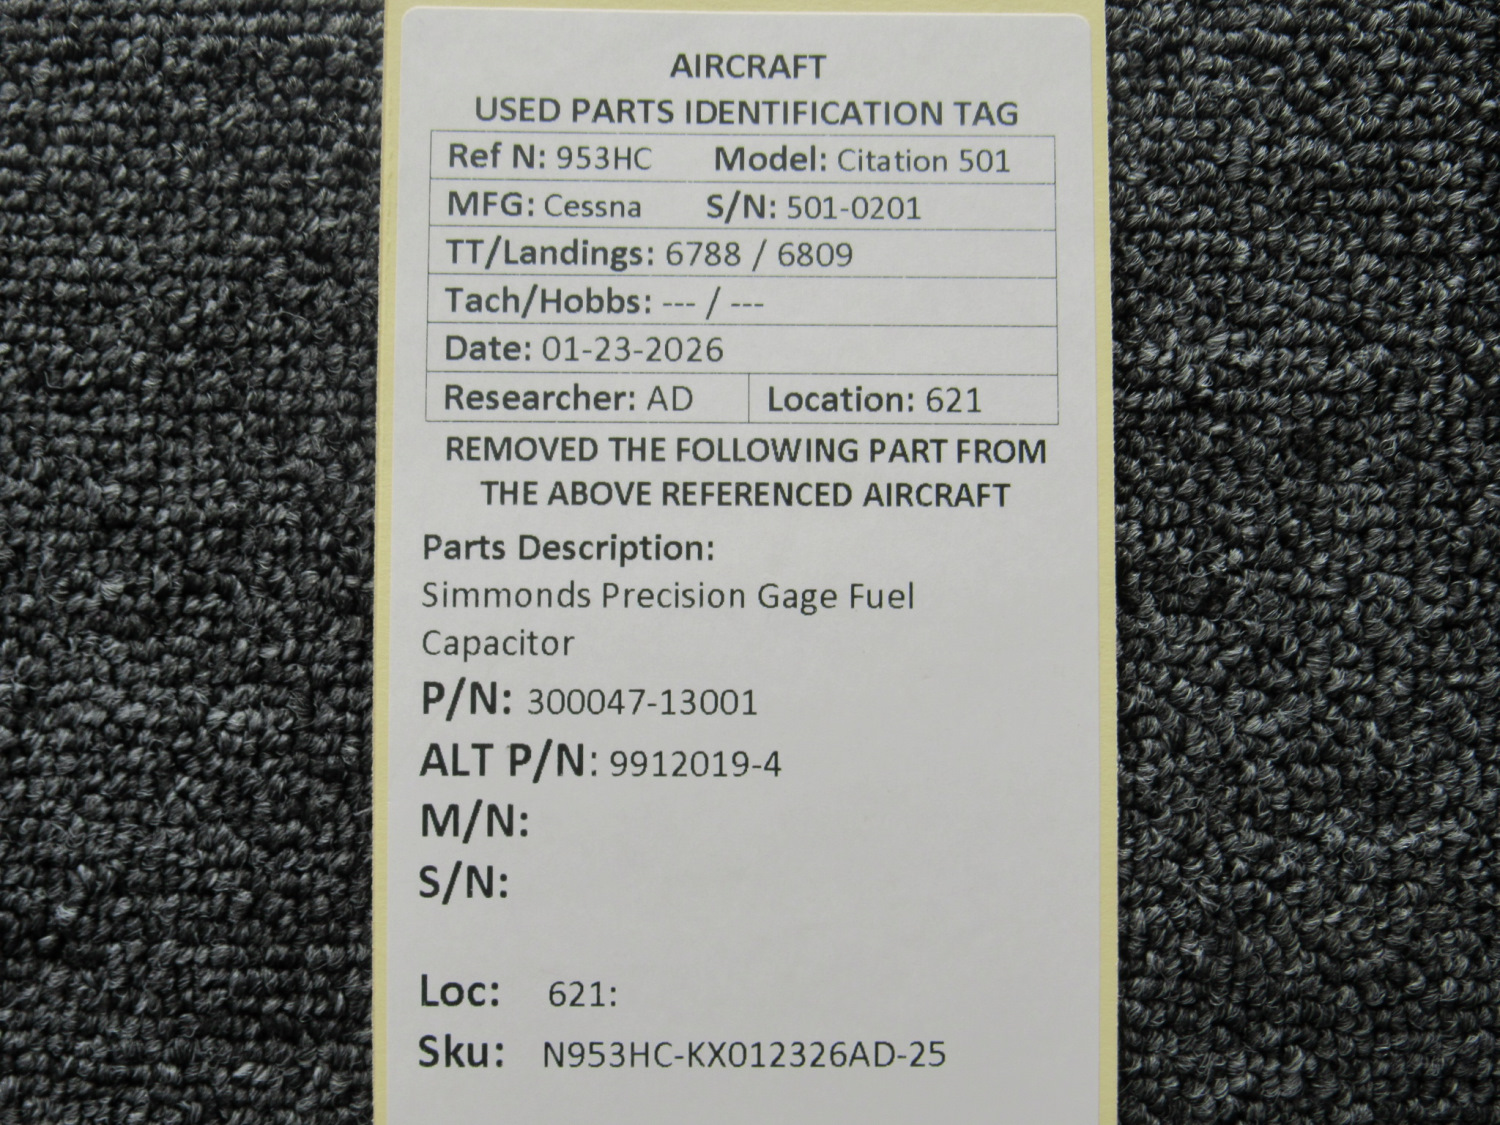 AIRCRAFT
USED PARTS IDENTIFICATION TAG
Ref N: 953HC Model: Citation 501
MFG: Cessna S/N: 501-0201
TT/Landings: 6788 / 6809
Tach/Hobbs: --- / ---
Date: 01-23-2026
Researcher: AD Location: 621
REMOVED THE FOLLOWING PART FROM
THE ABOVE REFERENCED AIRCRAFT
Parts Description:
Simmonds Precision Gage Fuel
Capacitor
P/N: 300047-13001
ALT P/N: 9912019-4
M/N:
S/N:
Loc: 621:
Sku: N953HC-KX012326AD-25